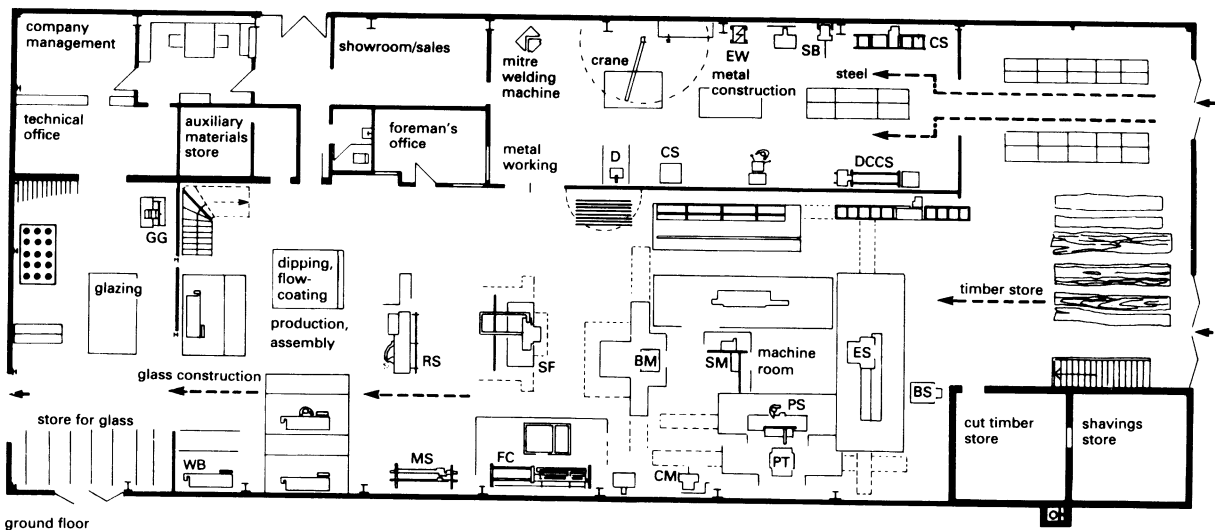 company
management
showroom/sales
mitre
welding
machine
crane
EW
SB
CS
metal
construction
steel
technical
office
auxiliary
materials
store
foreman's
office
metal
working
D
CS
DCCS
GG
glazing
dipping,
flow-
coating
production,
assembly
RS
SF
BM
SM
machine
room
ES
timber store
BS
glass construction
store for glass
WB
MS
FC
CM
PS
PT
cut timber
store
shavings
store
ground floor